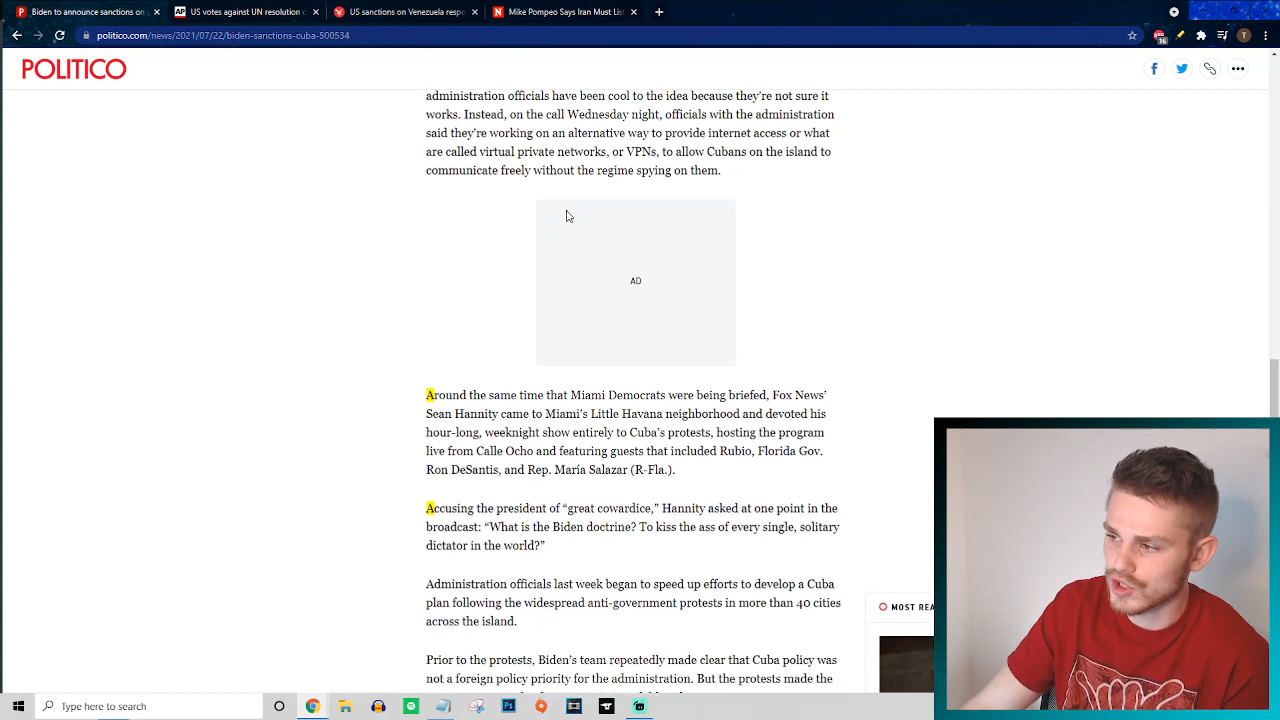 Biden to announce sanctions on
US votes against UN resolution c
US sanctions on Venezuela respo
Mike Pompeo Says Iran Must List
politico.com/news/2021/07/22/biden-sanctions-cuba-500534
16
T
POLITICO
administration officials have been cool to the idea because they're not sure it
works. Instead, on the call Wednesday night, officials with the administration
said they're working on an alternative way to provide internet access or what
are called virtual private networks, or VPNs, to allow Cubans on the island to
communicate freely without the regime spying on them.
AD
Around the same time that Miami Democrats were being briefed, Fox News'
Sean Hannity came to Miami's Little Havana neighborhood and devoted his
hour-long, weeknight show entirely to Cuba's protests, hosting the program
live from Calle Ocho and featuring guests that included Rubio, Florida Gov.
Ron DeSantis, and Rep. María Salazar (R-Fla.).
Accusing the president of “great cowardice,” Hannity asked at one point in the
broadcast: “What is the Biden doctrine? To kiss the ass of every single, solitary
dictator in the world?”
Administration officials last week began to speed up efforts to develop a Cuba
plan following the widespread anti-government protests in more than 40 cities
across the island.
MOST REA
Prior to the protests, Biden's team repeatedly made clear that Cuba policy was
not a foreign policy priority for the administration. But the protests made the
Type here to search